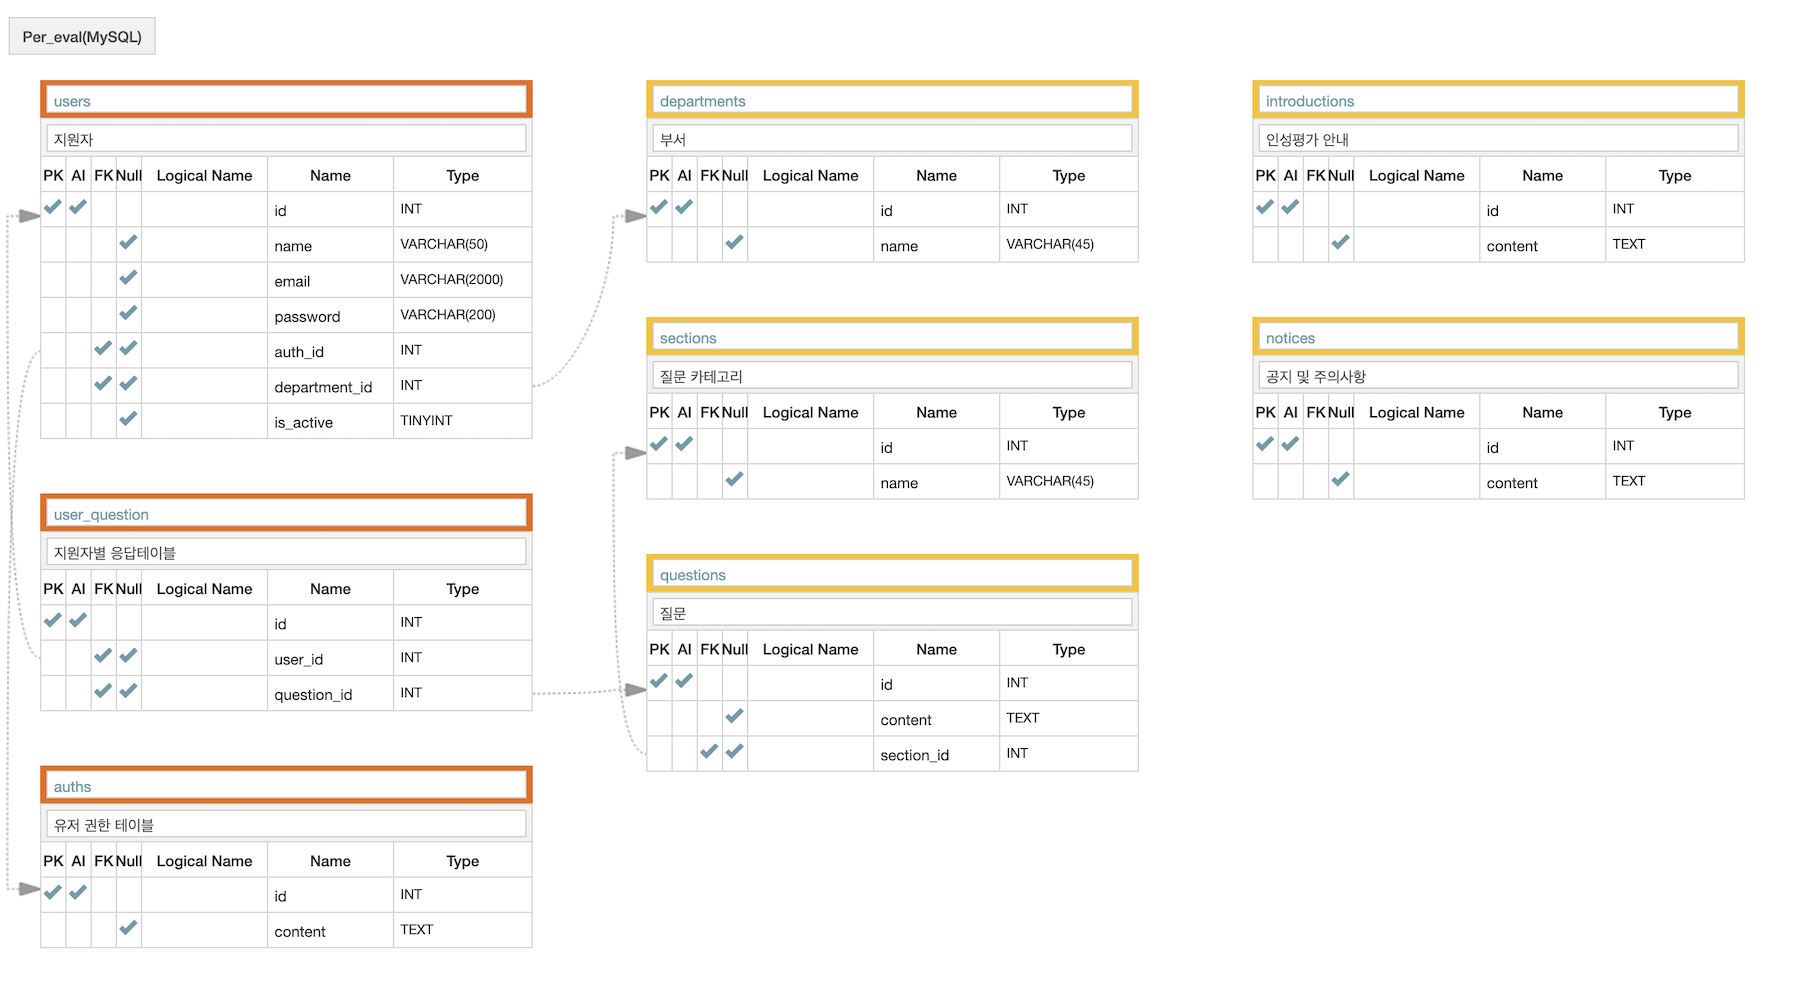 Per_eval(MySQL)
users
지원자
PK AI FK Null Logical Name Name Type
id INT
name VARCHAR(50)
email VARCHAR(2000)
password VARCHAR(200)
auth_id INT
department_id INT
is_active TINYINT
user_question
지원자별 응답테이블
PK AI FK Null Logical Name Name Type
id INT
user_id INT
question_id INT
auths
유저 권한 테이블
PK AI FK Null Logical Name Name Type
id INT
content TEXT
departments
부서
PK AI FK Null Logical Name Name Type
id INT
name VARCHAR(45)
sections
질문 카테고리
PK AI FK Null Logical Name Name Type
id INT
name VARCHAR(45)
questions
질문
PK AI FK Null Logical Name Name Type
id INT
content TEXT
section_id INT
introductions
인성평가 안내
PK AI FK Null Logical Name Name Type
id INT
content TEXT
notices
공지 및 주의사항
PK AI FK Null Logical Name Name Type
id INT
content TEXT